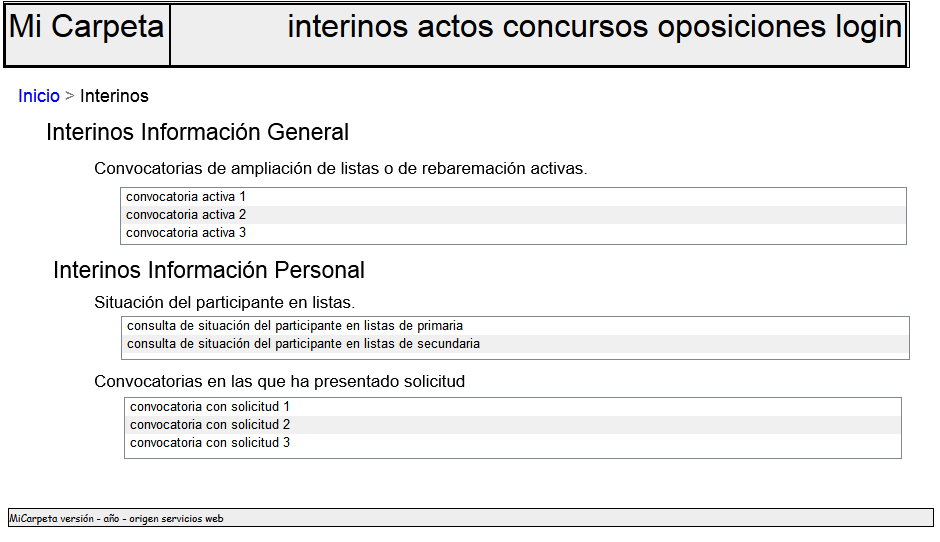 Mi Carpeta interinos actos concursos oposiciones login
Inicio > Interinos
Interinos Información General
Convocatorias de ampliación de listas o de rebaremación activas.
convocatoria activa 1
convocatoria activa 2
convocatoria activa 3
Interinos Información Personal
Situación del participante en listas.
consulta de situación del participante en listas de primaria
consulta de situación del participante en listas de secundaria
Convocatorias en las que ha presentado solicitud
convocatoria con solicitud 1
convocatoria con solicitud 2
convocatoria con solicitud 3
MiCarpeta versión - año - origen servicios web